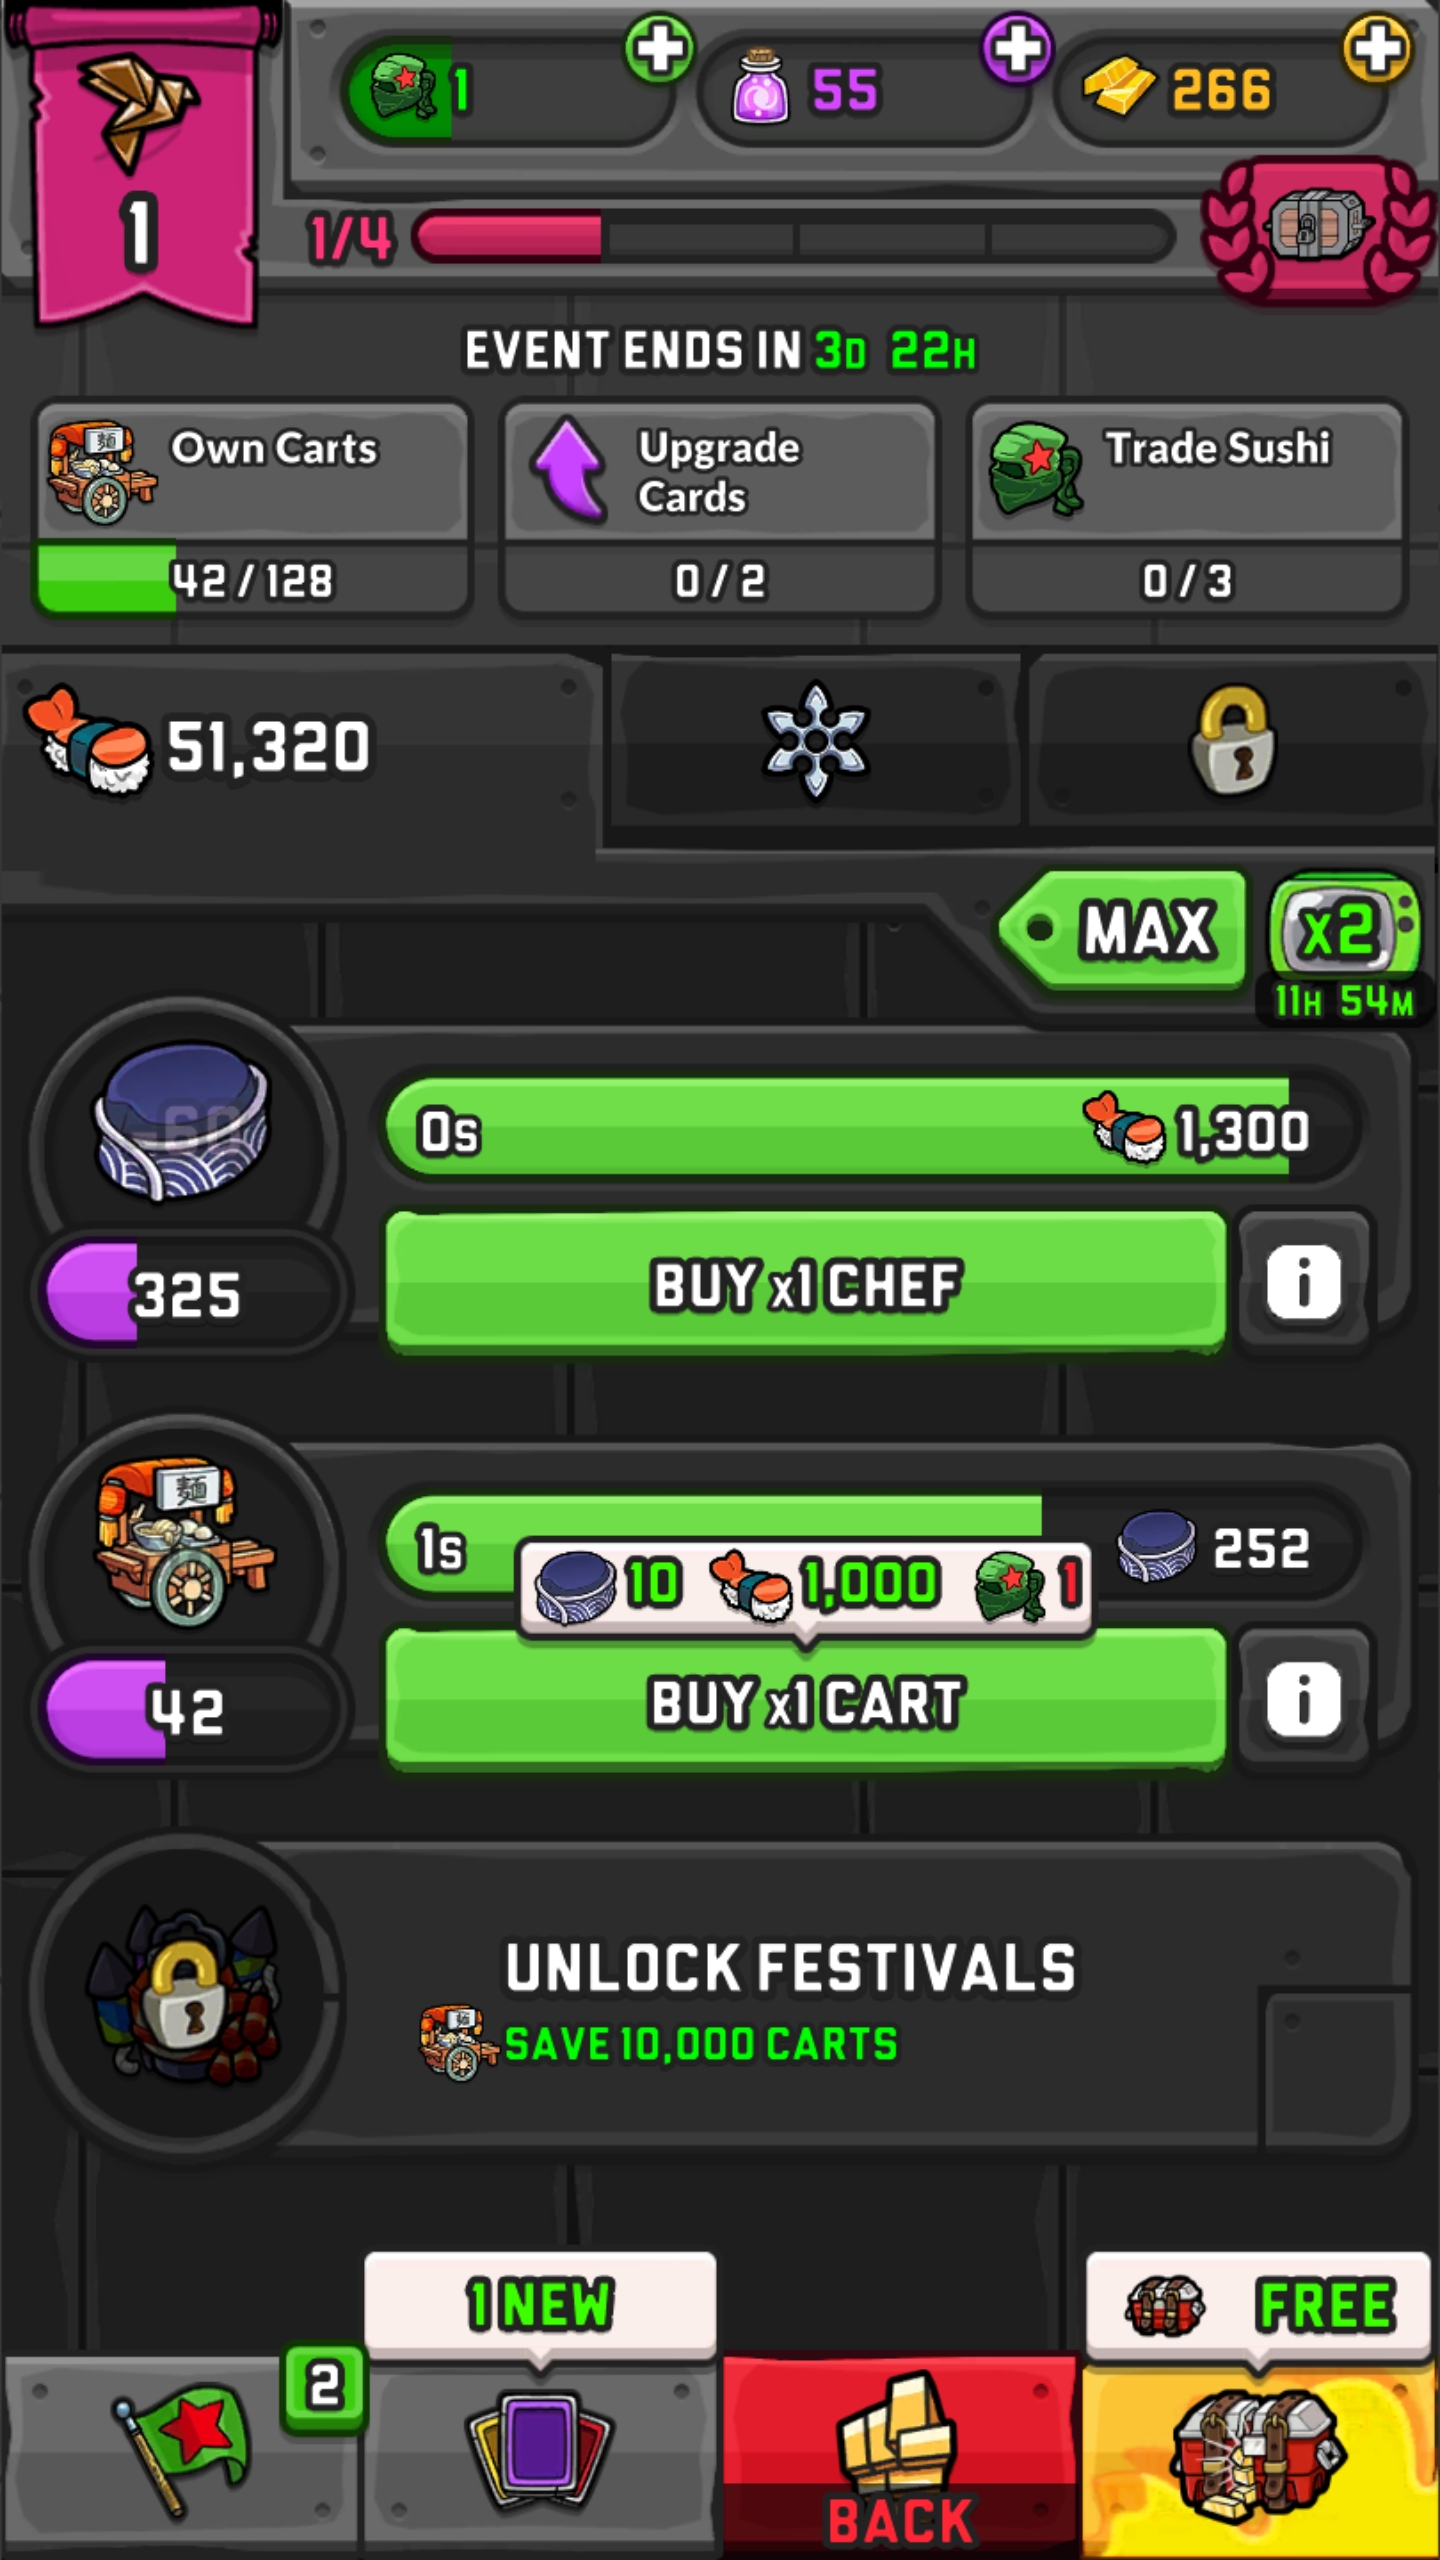 1
55
266
1
1/4
EVENT ENDS IN 3D 22H
Own Carts
42 / 128
Upgrade
Cards
0 / 2
Trade Sushi
0 / 3
51,320
MAX
x2
11H 54M
0s
1,300
325
BUY x1 CHEF
i
麺
1s
252
10
1,000
1
42
BUY x1 CART
i
UNLOCK FESTIVALS
SAVE 10,000 CARTS
1 NEW
FREE
2
BACK